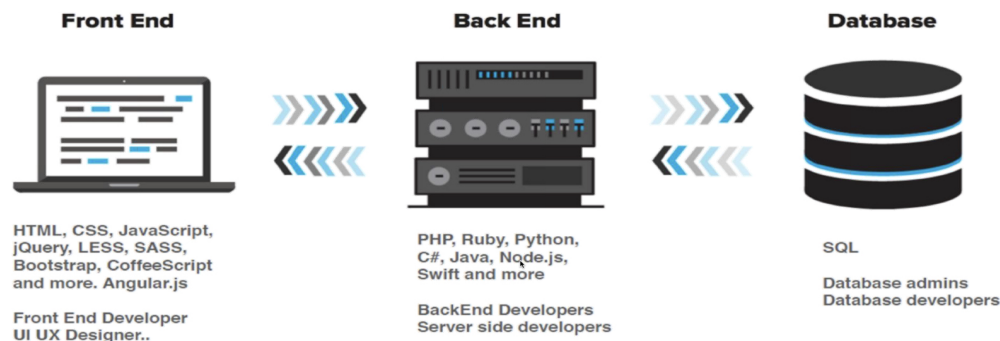 Front End
HTML, CSS, JavaScript,
jQuery, LESS, SASS,
Bootstrap, CoffeeScript
and more. Angular.js
Front End Developer
UI UX Designer..
Back End
PHP, Ruby, Python,
C#, Java, Node.js,
Swift and more
BackEnd Developers
Server side developers
Database
SQL
Database admins
Database developers